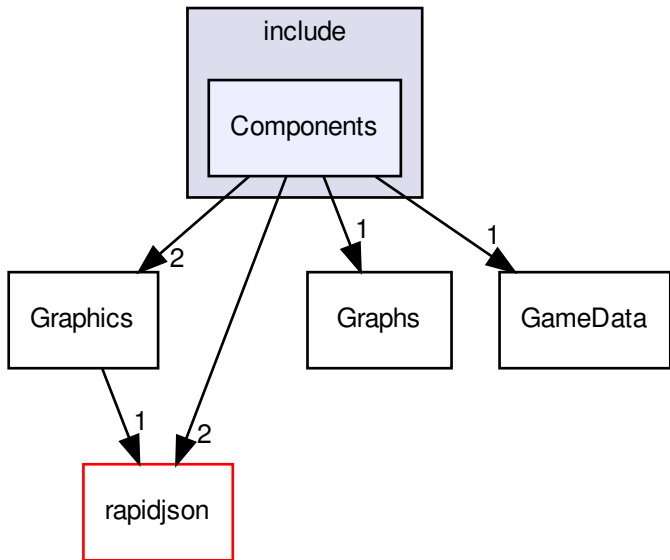 include
Components
2
1
1
Graphics
Graphs
GameData
1
2
rapidjson